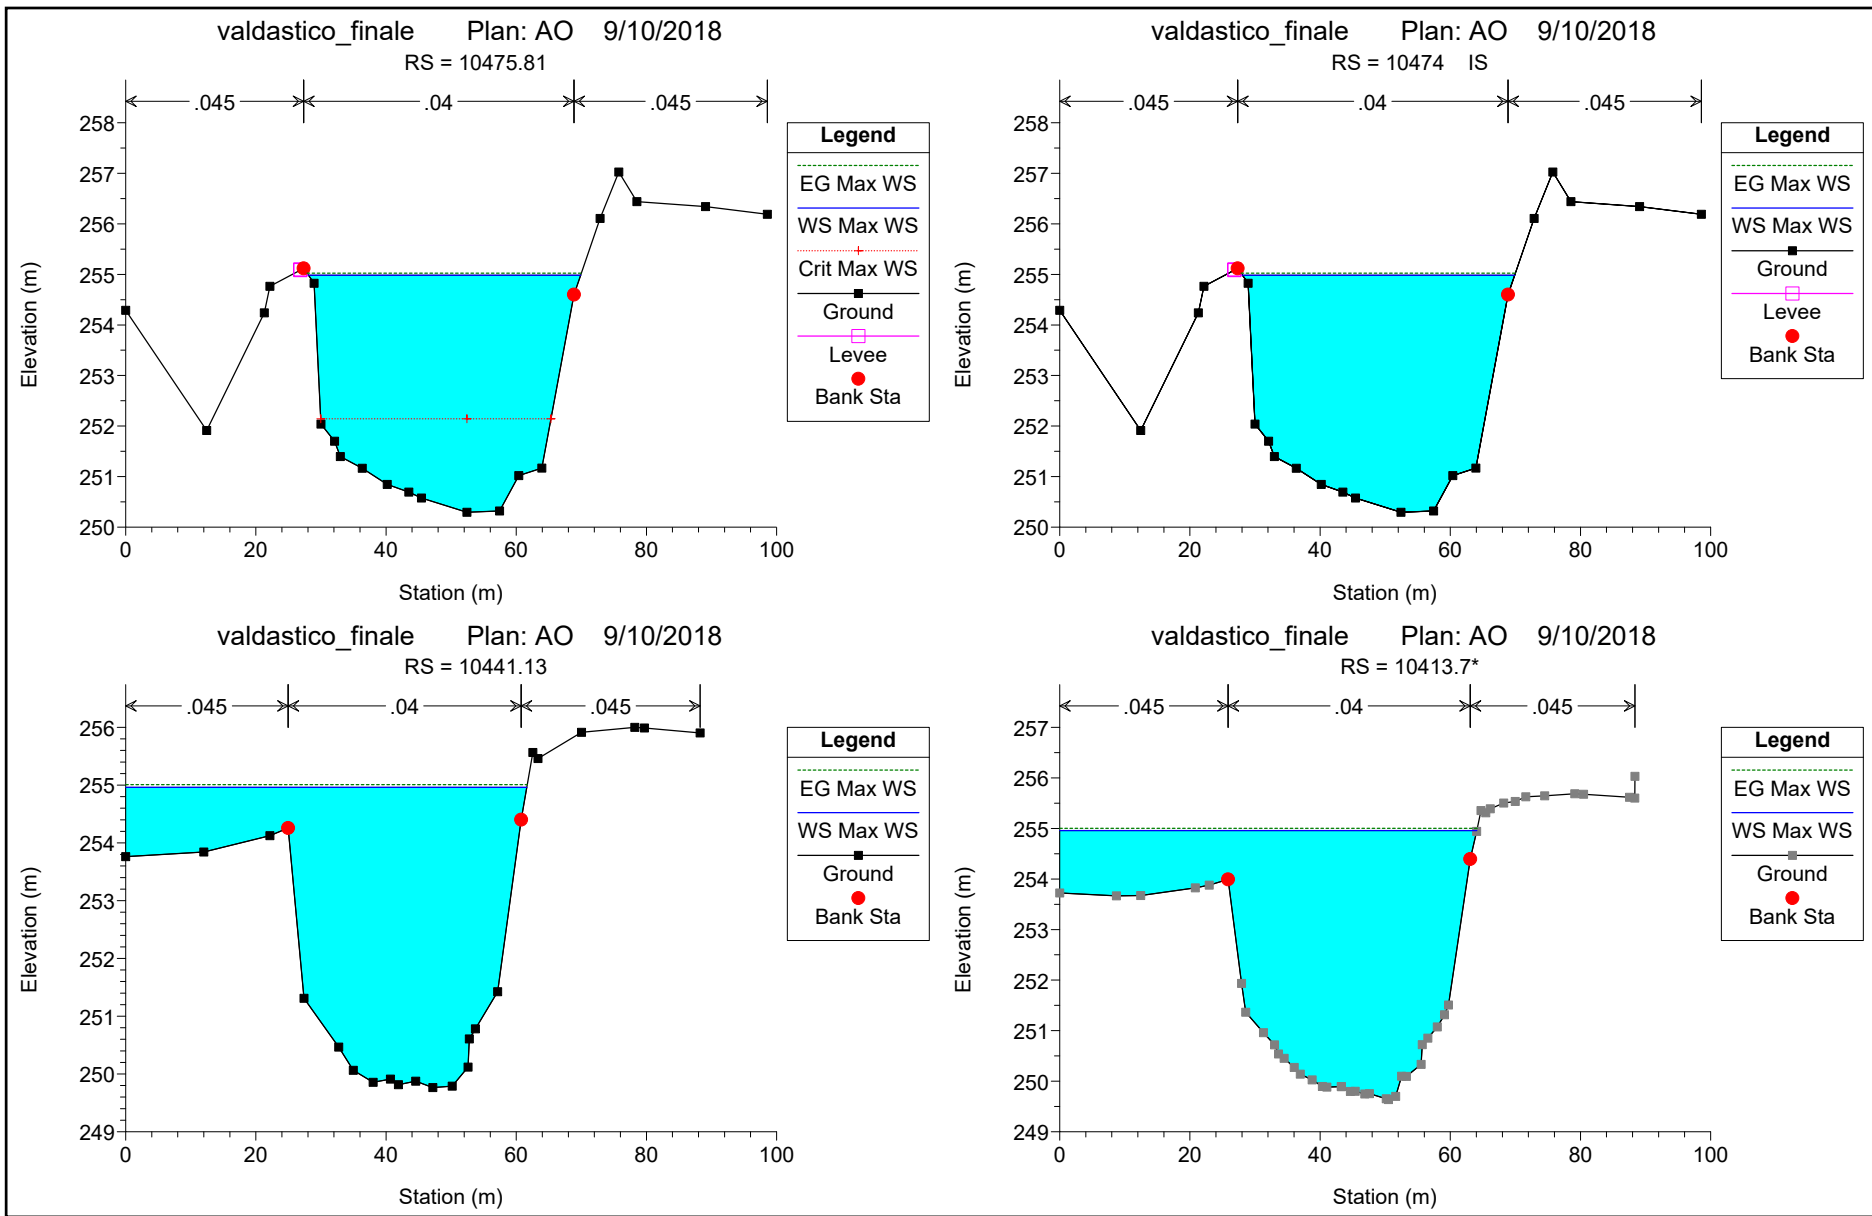 valdastico_finale Plan: AO 9/10/2018
RS = 10475.81
.045 .04 .045
258
257
256
255
254
253
252
251
250
0 20 40 60 80 100
Elevation (m)
Station (m)
Legend
EG Max WS
WS Max WS
Crit Max WS
Ground
Levee
Bank Sta
valdastico_finale Plan: AO 9/10/2018
RS = 10474 IS
.045 .04 .045
258
257
256
255
254
253
252
251
250
0 20 40 60 80 100
Elevation (m)
Station (m)
Legend
EG Max WS
WS Max WS
Ground
Levee
Bank Sta
valdastico_finale Plan: AO 9/10/2018
RS = 10441.13
.045 .04 .045
256
255
254
253
252
251
250
249
0 20 40 60 80 100
Elevation (m)
Station (m)
Legend
EG Max WS
WS Max WS
Ground
Bank Sta
valdastico_finale Plan: AO 9/10/2018
RS = 10413.7*
.045 .04 .045
257
256
255
254
253
252
251
250
249
0 20 40 60 80 100
Elevation (m)
Station (m)
Legend
EG Max WS
WS Max WS
Ground
Bank Sta